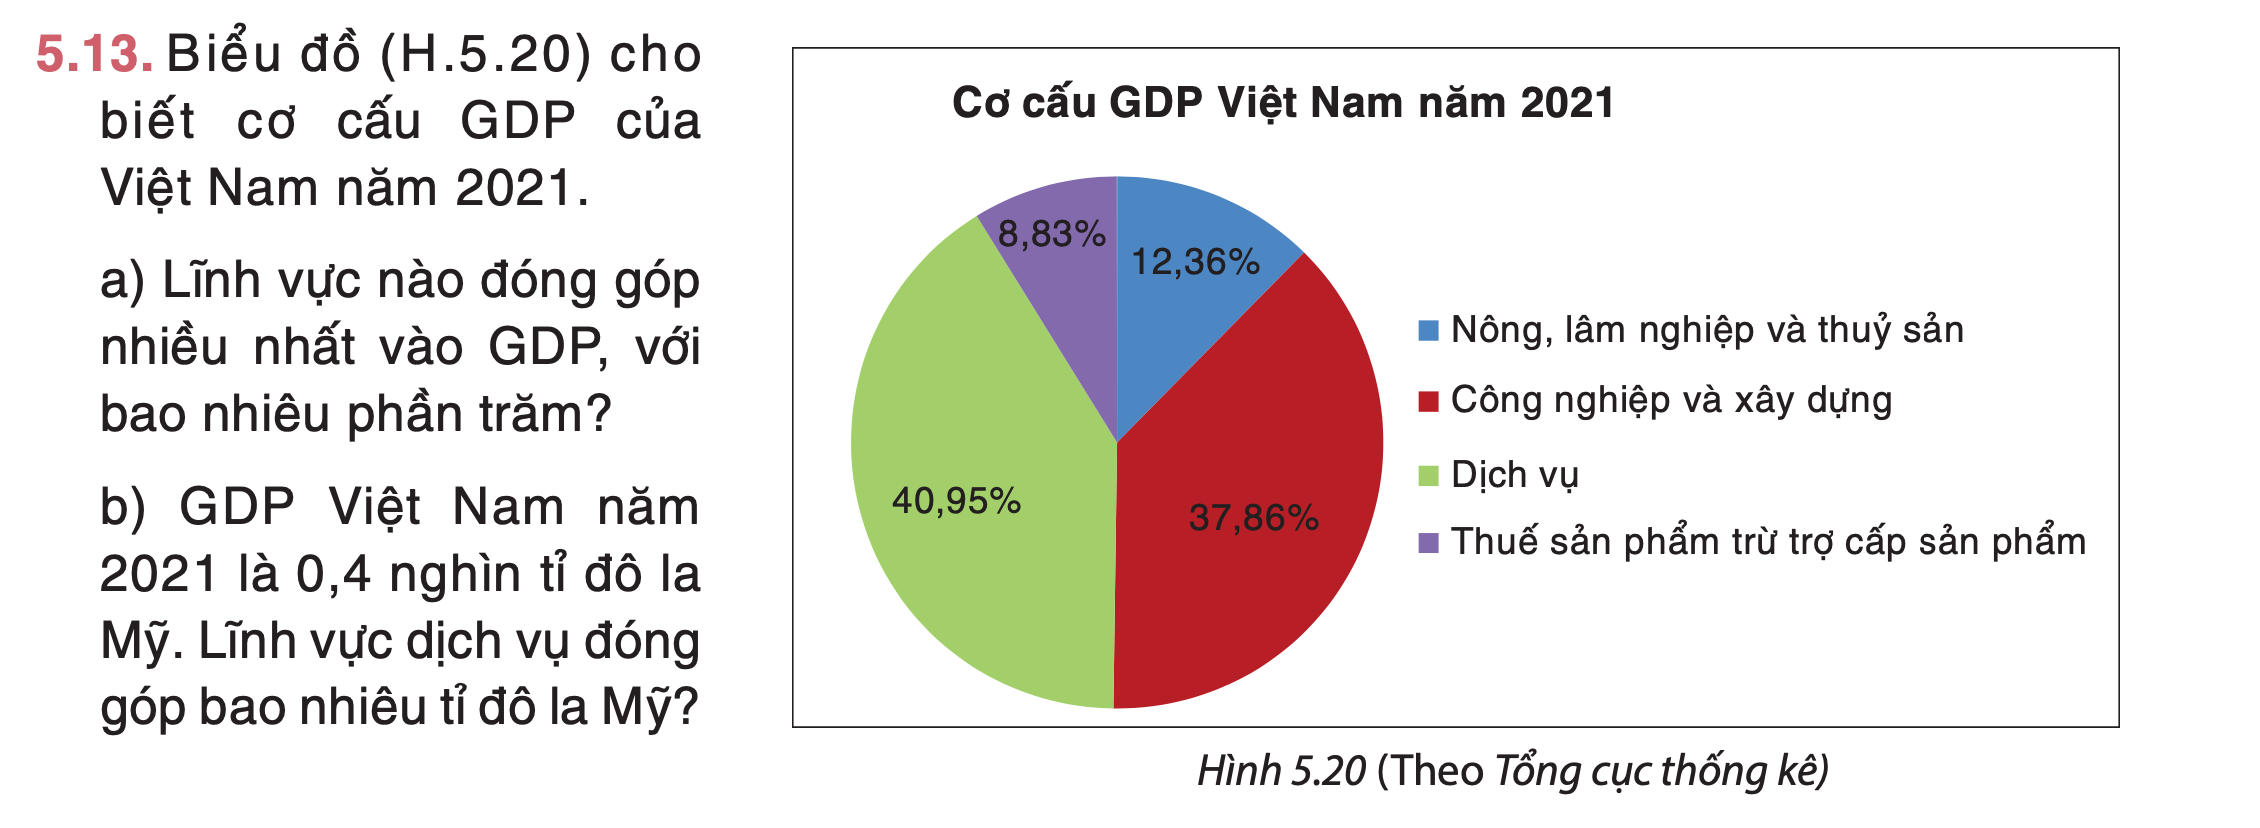 5.13. Biểu đồ (H.5.20) cho
biết cơ cấu GDP của
Việt Nam năm 2021.
a) Lĩnh vực nào đóng góp
nhiều nhất vào GDP, với
bao nhiêu phần trăm?
b) GDP Việt Nam năm
2021 là 0,4 nghìn tỉ đô la
Mỹ. Lĩnh vực dịch vụ đóng
góp bao nhiêu tỉ đô la Mỹ?
Cơ cấu GDP Việt Nam năm 2021
8,83%
12,36%
40,95%
37,86%
Nông, lâm nghiệp và thuỷ sản
Công nghiệp và xây dựng
Dịch vụ
Thuế sản phẩm trừ trợ cấp sản phẩm
Hình 5.20 (Theo Tổng cục thống kê)